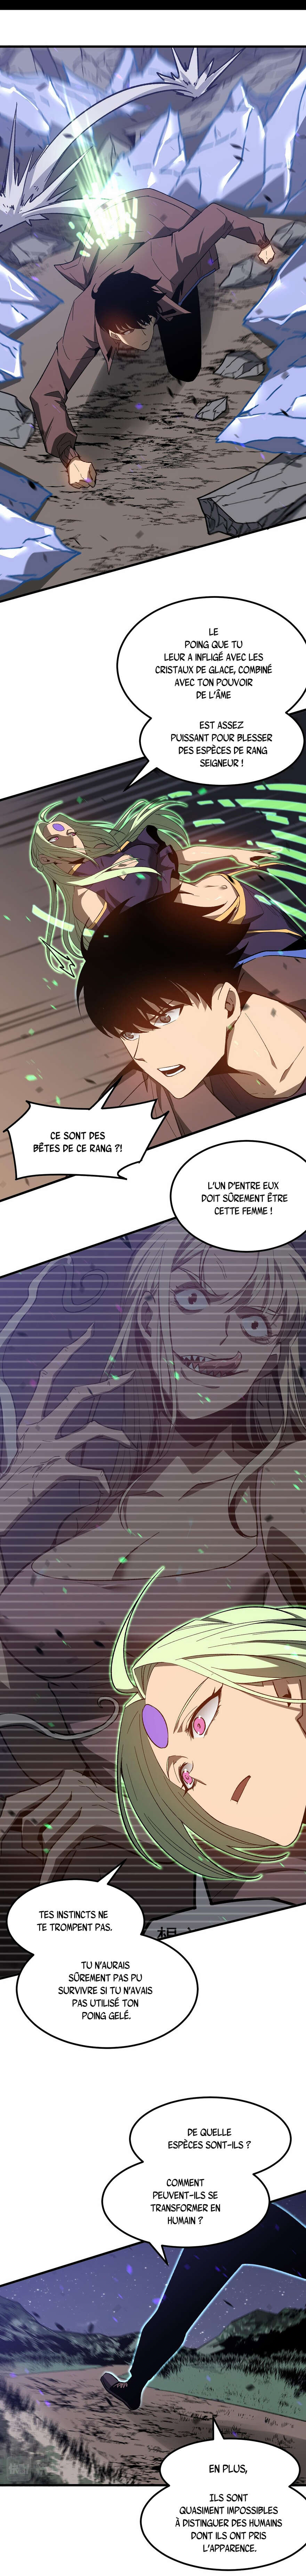 LE
POING QUE TU
LEUR A INFLIGÉ AVEC LES
CRISTAUX DE GLACE, COMBINÉ
AVEC TON POUVOIR
DE L'ÂME
EST ASSEZ
PUISSANT POUR BLESSER
DES ESPÈCES DE RANG
SEIGNEUR !
CE SONT DES
BÊTES DE CE RANG ?!
L'UN D'ENTRE EUX
DOIT SÛREMENT ÊTRE
CETTE FEMME !
TES INSTINCTS NE
TE TROMPENT PAS.
TU N'AURAIS
SÛREMENT PAS PU
SURVIVRE SI TU N'AVAIS
PAS UTILISÉ TON
POING GELÉ.
DE QUELLE
ESPÈCES SONT-ILS ?
COMMENT
PEUVENT-ILS SE
TRANSFORMER EN
HUMAIN ?
EN PLUS,
ILS SONT
QUASIMENT IMPOSSIBLES
À DISTINGUER DES HUMAINS
DONT ILS ONT PRIS
L'APPARENCE.